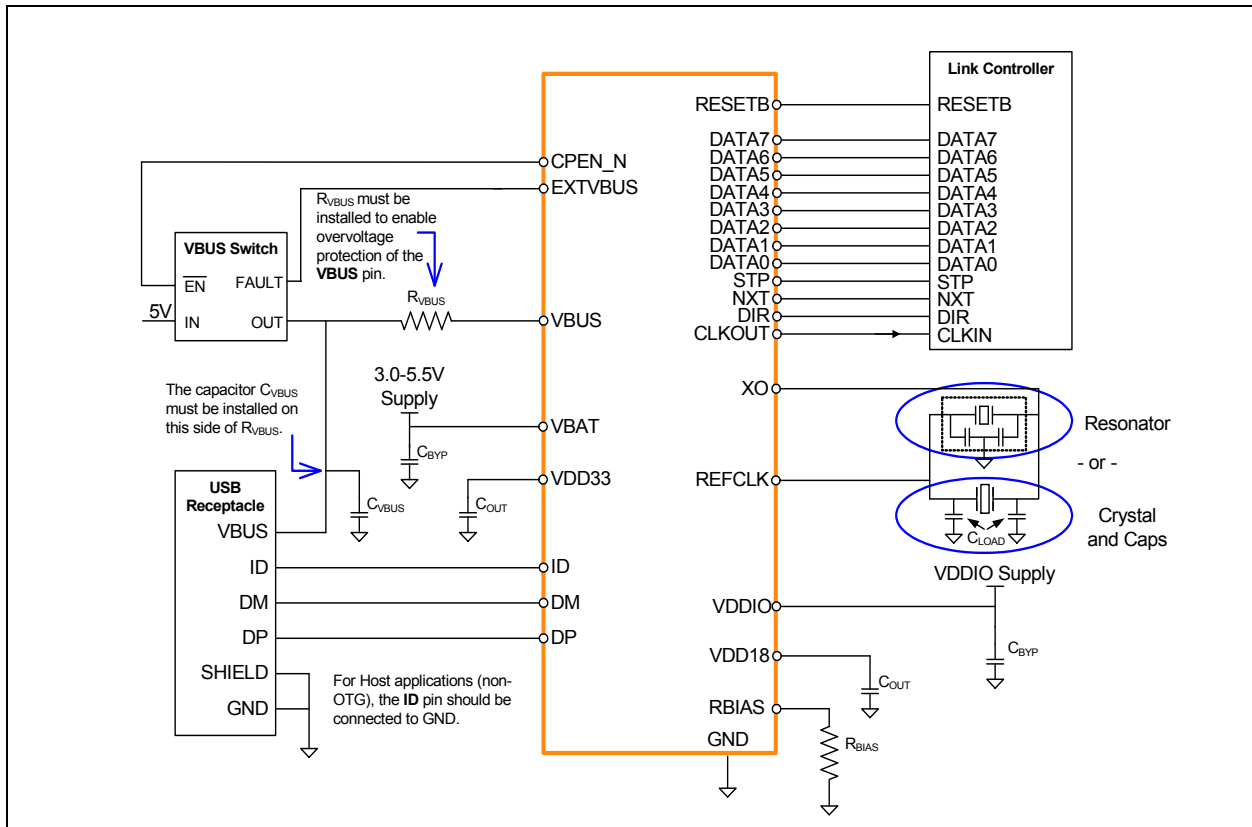 Link Controller
RESETB
RESETB
DATA7
DATA7
DATA6
DATA6
DATA5
DATA5
DATA4
DATA4
DATA3
DATA3
DATA2
DATA2
DATA1
DATA1
DATA0
DATA0
STP
STP
NXT
NXT
DIR
DIR
CLKOUT
CLKIN
CPEN_N
EXTVBUS
RVBUS must be
installed to enable
overvoltage
protection of the
VBUS pin.
VBUS Switch
EN
FAULT
5V
IN
OUT
RVBUS
VBUS
3.0-5.5V
Supply
The capacitor CVBUS
must be installed on
this side of RVBUS.
VBAT
CBYP
VDD33
COUT
CVBUS
USB
Receptacle
VBUS
ID
ID
DM
DM
DP
DP
SHIELD
GND
For Host applications (non-
OTG), the ID pin should be
connected to GND.
XO
Resonator
- or -
REFCLK
CLOAD
Crystal
and Caps
VDDIO Supply
VDDIO
CBYP
VDD18
COUT
RBIAS
RBIAS
GND